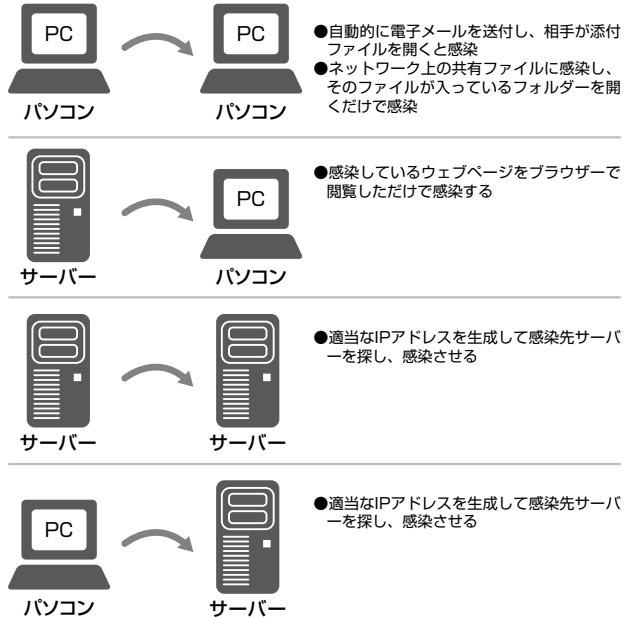 PC
PC
パソコン
パソコン
●自動的に電子メールを送付し、相手が添付
ファイルを開くと感染
●ネットワーク上の共有ファイルに感染し、
そのファイルが入っているフォルダーを開
くだけで感染
PC
サーバー
パソコン
●感染しているウェブページをブラウザーで
閲覧しただけで感染する
サーバー
サーバー
●適当なIPアドレスを生成して感染先サーバ
ーを探し、感染させる
PC
パソコン
サーバー
●適当なIPアドレスを生成して感染先サーバ
ーを探し、感染させる